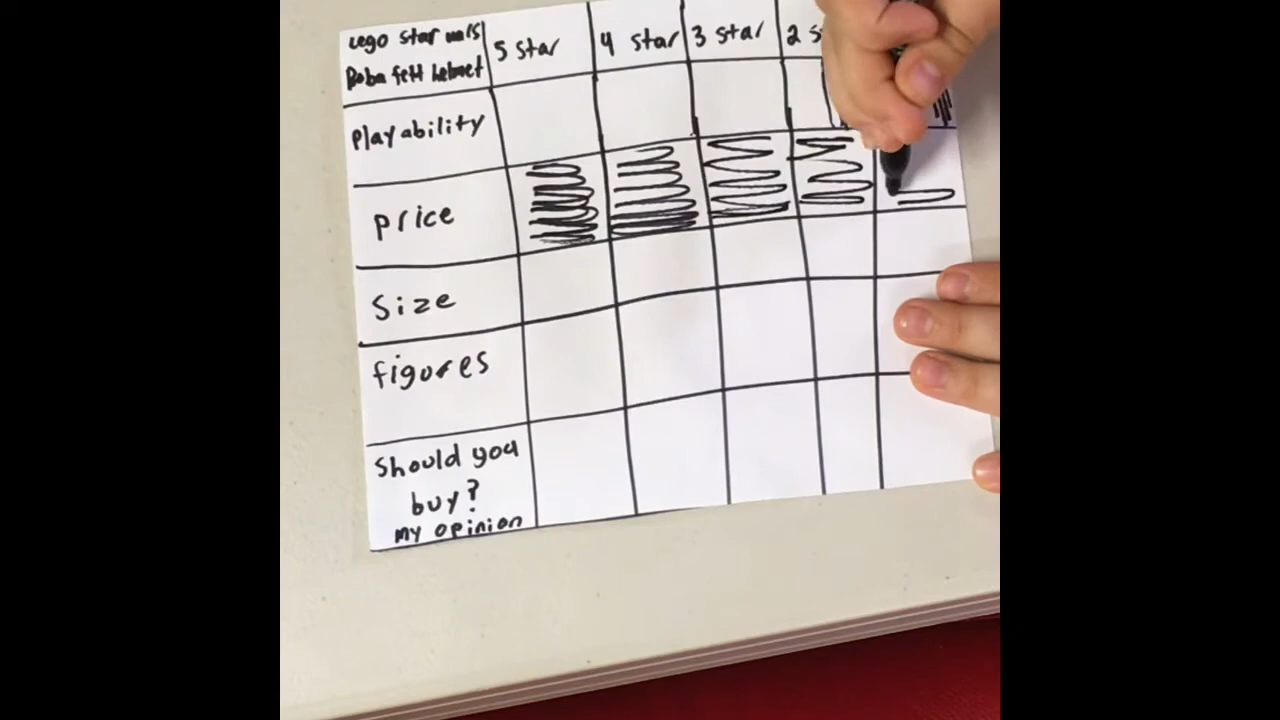 Lego star wars
Boba fett helmet
5 star
4 star
3 star
2 s
Playability
Price
Size
figures
Should you
buy?
my opinion